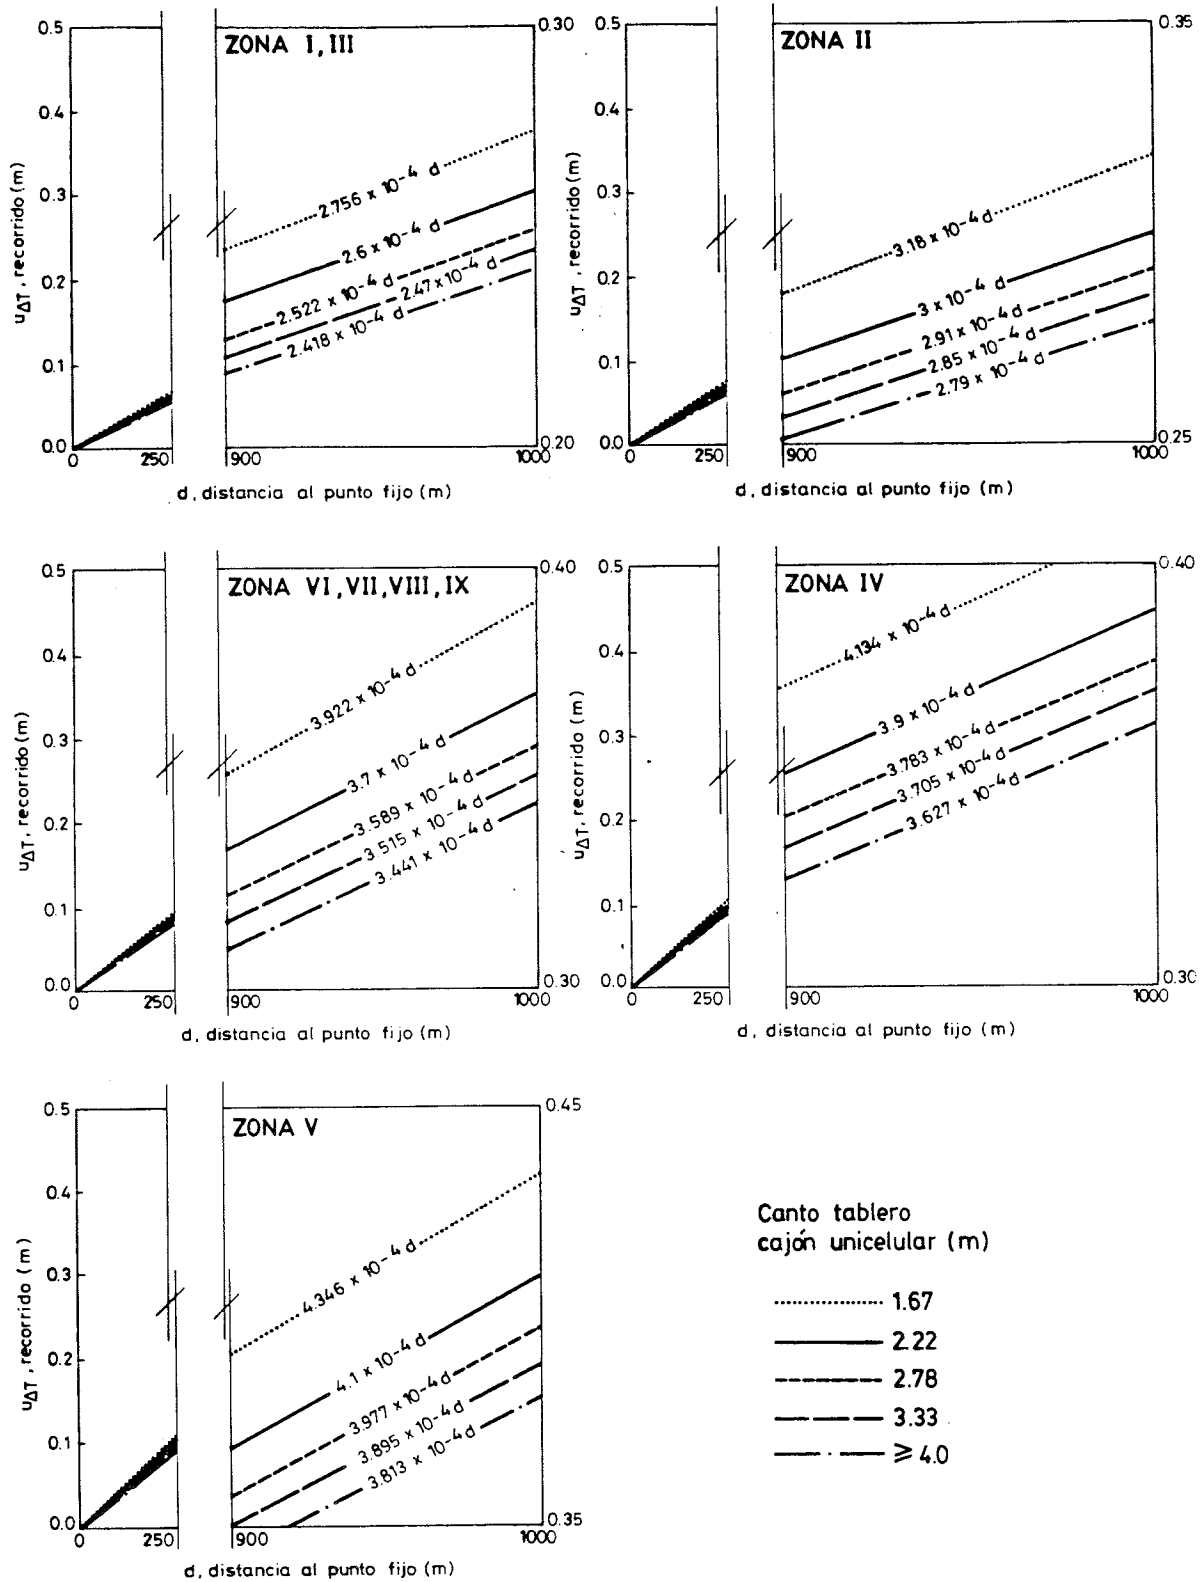 ZONA I, III
0.5
0.4
0.3
0.2
0.1
0.0
u∆T, recorrido (m)
0.30
0.20
2.756 x 10-4 d
2.6 x 10-4 d
2.522 x 10-4 d
2.47x 10-4 d
2.418 x 10-4 d
0
250
900
1000
d, distancia al punto fijo (m)
ZONA II
0.5
0.4
0.3
0.2
0.1
0.0
u∆T, recorrido (m)
0.35
0.25
3.18 x 10-4 d
3 x 10-4 d
2.91 x 10-4 d
2.85 x 10-4 d
2.79 x 10-4 d
0
250
900
1000
d, distancia al punto fijo (m)
ZONA VI, VII, VIII, IX
0.5
0.4
0.3
0.2
0.1
0.0
u∆T, recorrido (m)
0.40
0.30
3.922 x 10-4 d
3.7 x 10-4 d
3.589 x 10-4 d
3.515 x 10-4 d
3.441 x 10-4 d
0
250
900
1000
d, distancia al punto fijo (m)
ZONA IV
0.5
0.4
0.3
0.2
0.1
0.0
u∆T, recorrido (m)
0.40
0.30
4.134 x 10-4 d
3.9 x 10-4 d
3.783 x 10-4 d
3.705 x 10-4 d
3.627 x 10-4 d
0
250
900
1000
d, distancia al punto fijo (m)
ZONA V
0.5
0.4
0.3
0.2
0.1
0.0
u∆T, recorrido (m)
0.45
0.35
4.346 x 10-4 d
4.1 x 10-4 d
3.977 x 10-4 d
3.895 x 10-4 d
3.813 x 10-4 d
0
250
900
1000
d, distancia al punto fijo (m)
Canto tablero
cajón unicelular (m)
1.67
2.22
2.78
3.33
≥ 4.0